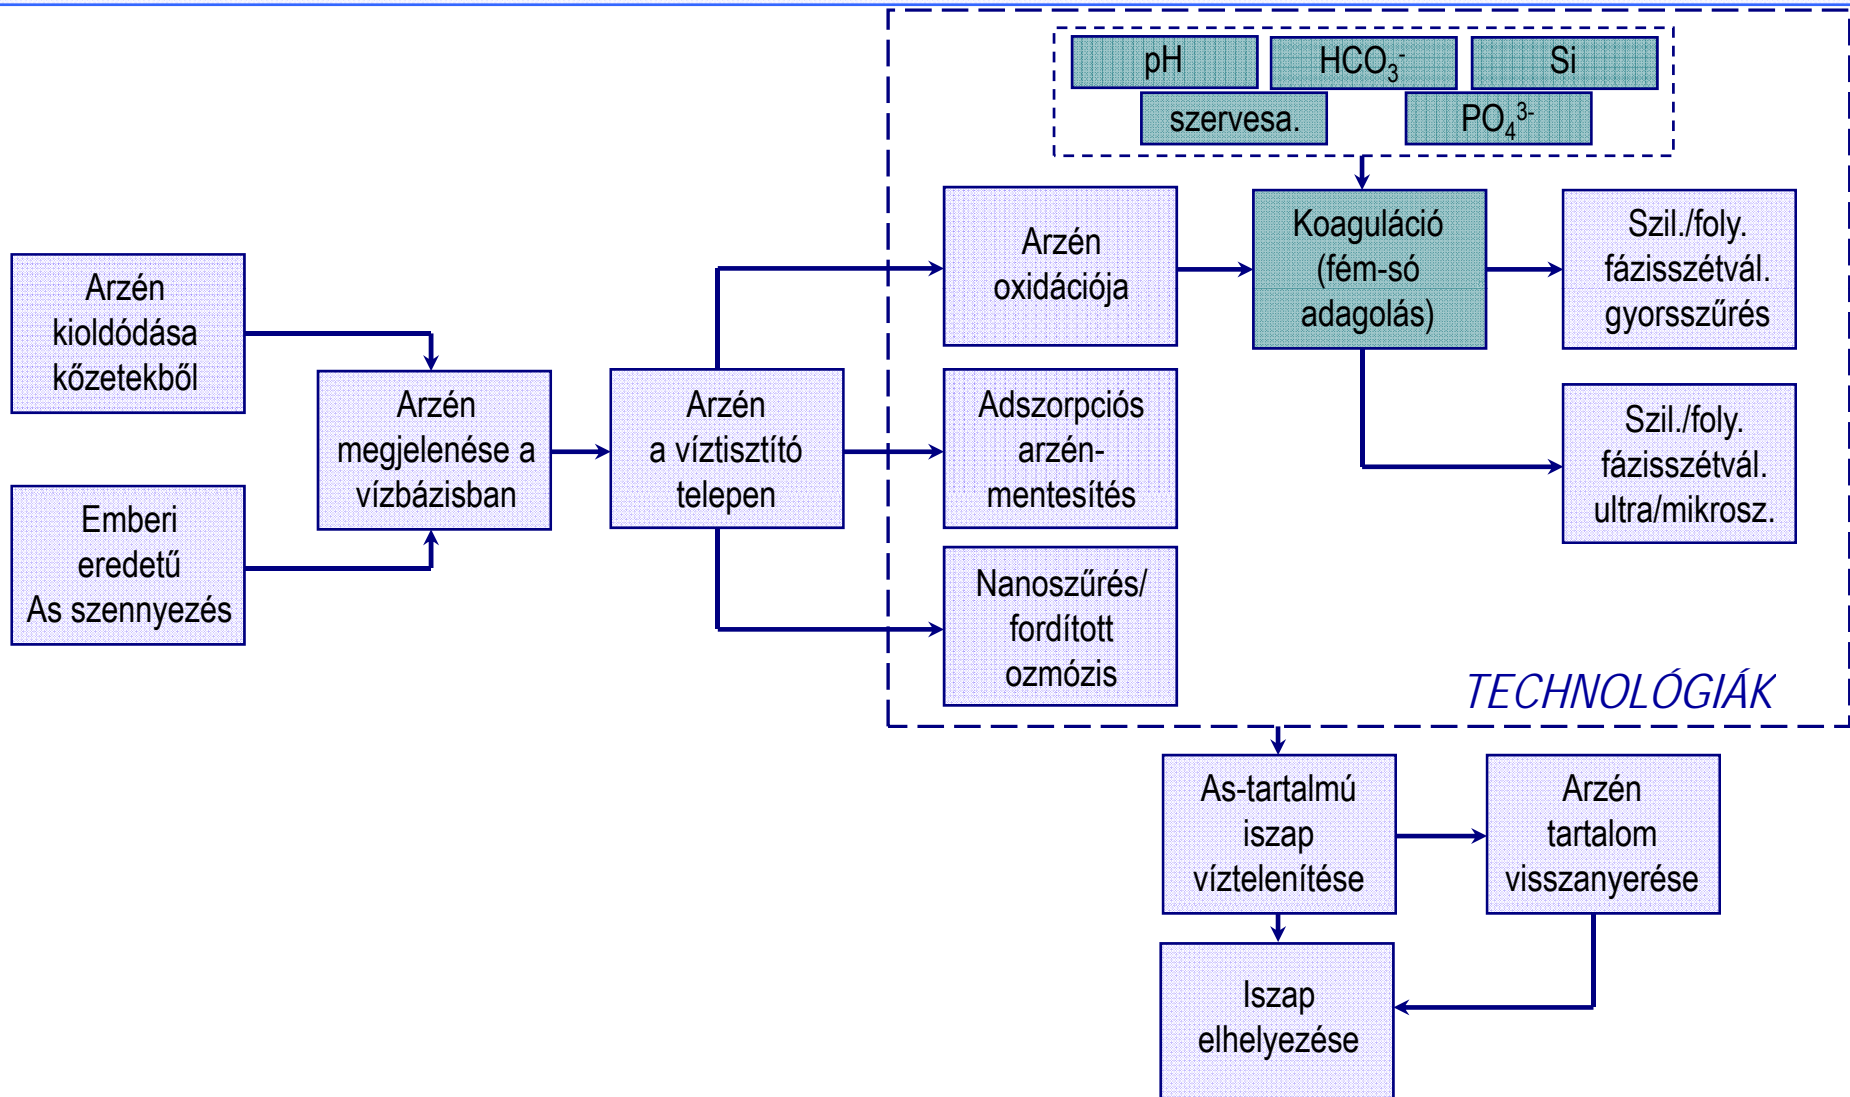 pH
HCO₃⁻
Si
szervesa.
PO₄³⁻
Arzén
kioldódása
kőzetekből
Emberi
eredetű
As szennyezés
Arzén
megjelenése a
vízbázisban
Arzén
a víztisztító
telepen
Arzén
oxidációja
Koaguláció
(fém-só
adagolás)
Szil./foly.
fázisszétvál.
gyorsszűrés
Adszorpciós
arzén-
mentesítés
Szil./foly.
fázisszétvál.
ultra/mikrosz.
Nanoszűrés/
fordított
ozmózis
TECHNOLÓGIÁK
As-tartalmú
iszap
víztelenítése
Arzén
tartalom
visszanyerése
Iszap
elhelyezése